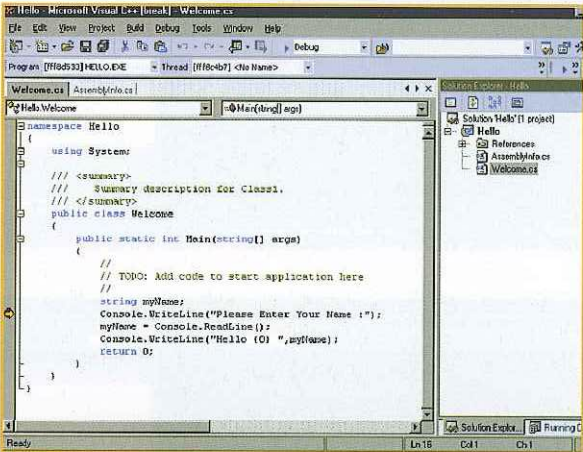 Hello - Microsoft Visual C++ [break] - Welcome.cs
File Edit View Project Build Debug Tools Window Help
Debug
Program [fff8d533] HELLO.EXE Thread [fff8c4b7] <No Name>
Welcome.cs AssemblyInfo.cs
Hello.Welcome Main(string[] args)
namespace Hello
{
using System;
/// <summary>
/// Summary description for Class1.
/// </summary>
public class Welcome
{
public static int Main(string[] args)
{
//
// TODO: Add code to start application here
//
string myName;
Console.WriteLine("Please Enter Your Name :");
myName = Console.ReadLine();
Console.WriteLine("Hello {0} ",myName);
return 0;
}
}
}
Solution Explorer - Hello
Solution 'Hello' (1 project)
Hello
References
AssemblyInfo.cs
Welcome.cs
Solution Explor... Running D
Ready Ln 16 Col 1 Ch 1